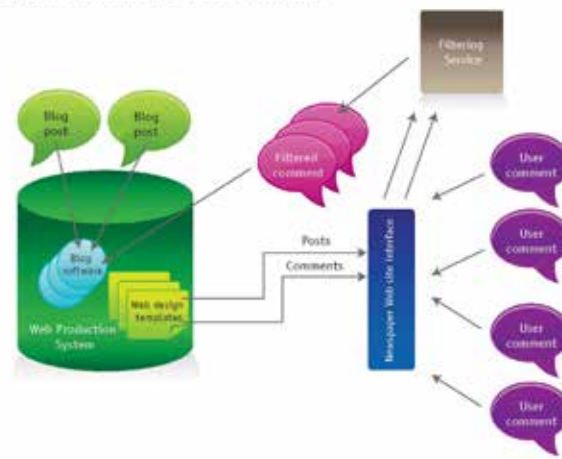 Filtering
Service
Blog
post
Blog
post
Filtered
comment
User
comment
User
comment
Blog
software
Posts
Comments
Newspaper Web site interface
Web design
templates
Web Production
System
User
comment
User
comment